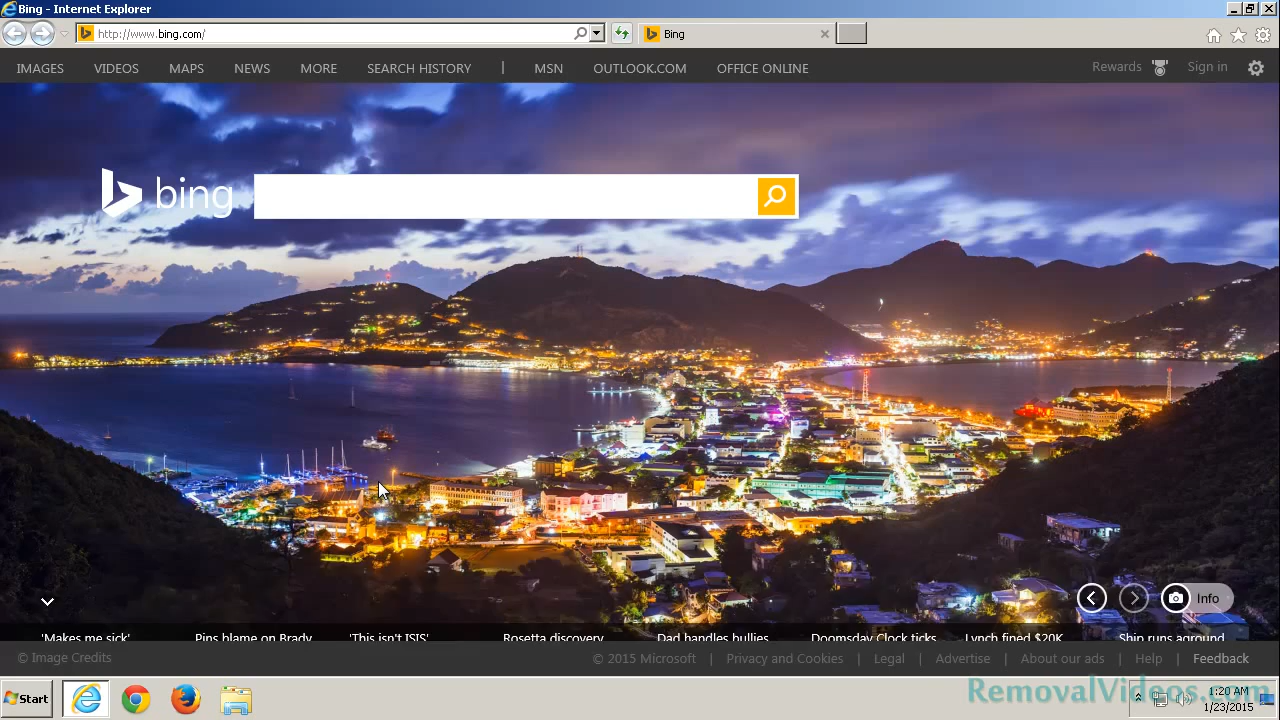 Bing - Internet Explorer
http://www.bing.com/
Bing
IMAGES VIDEOS MAPS NEWS MORE SEARCH HISTORY | MSN OUTLOOK.COM OFFICE ONLINE Rewards Sign in
bing
Info
'Makes me sick' Pins blame on Brady 'This isn't ISIS' Rosetta discovery Dad handles bullies Doomsday Clock ticks Lynch fined $20K Ship runs aground
© Image Credits © 2015 Microsoft | Privacy and Cookies | Legal | Advertise | About our ads | Help | Feedback
RemovalVideos.com
Start 1:20 AM
1/23/2015